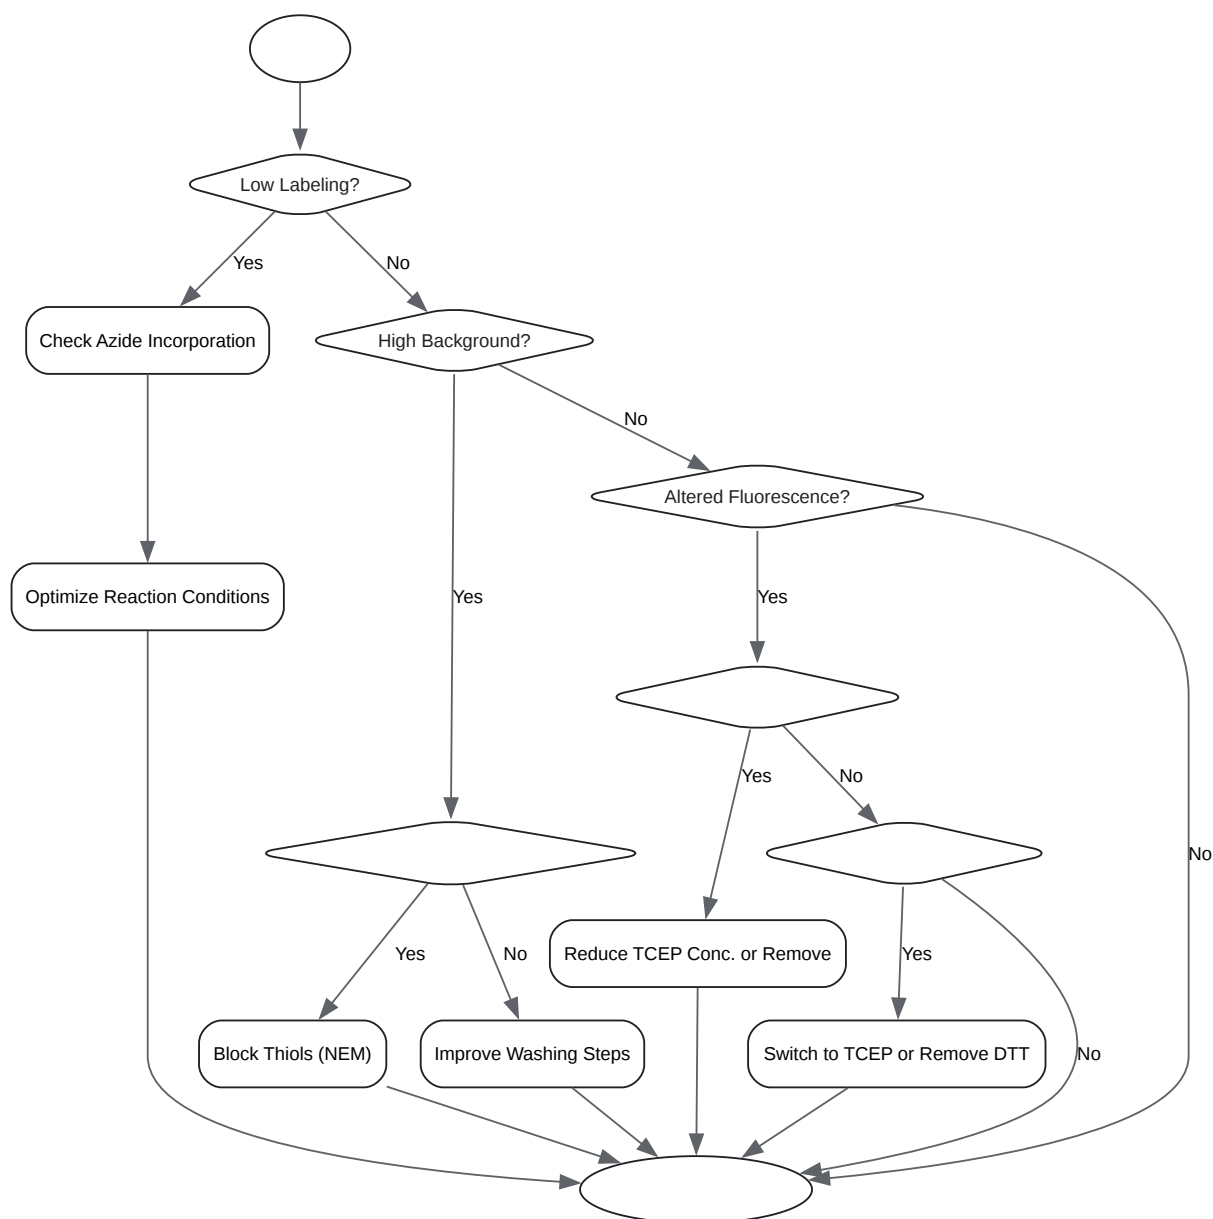 Low Labeling?
Yes
No
Check Azide Incorporation
High Background?
No
Altered Fluorescence?
Optimize Reaction Conditions
Yes
Yes
Yes
No
No
Yes
No
Reduce TCEP Conc. or Remove
Yes
Block Thiols (NEM)
Improve Washing Steps
Switch to TCEP or Remove DTT
No